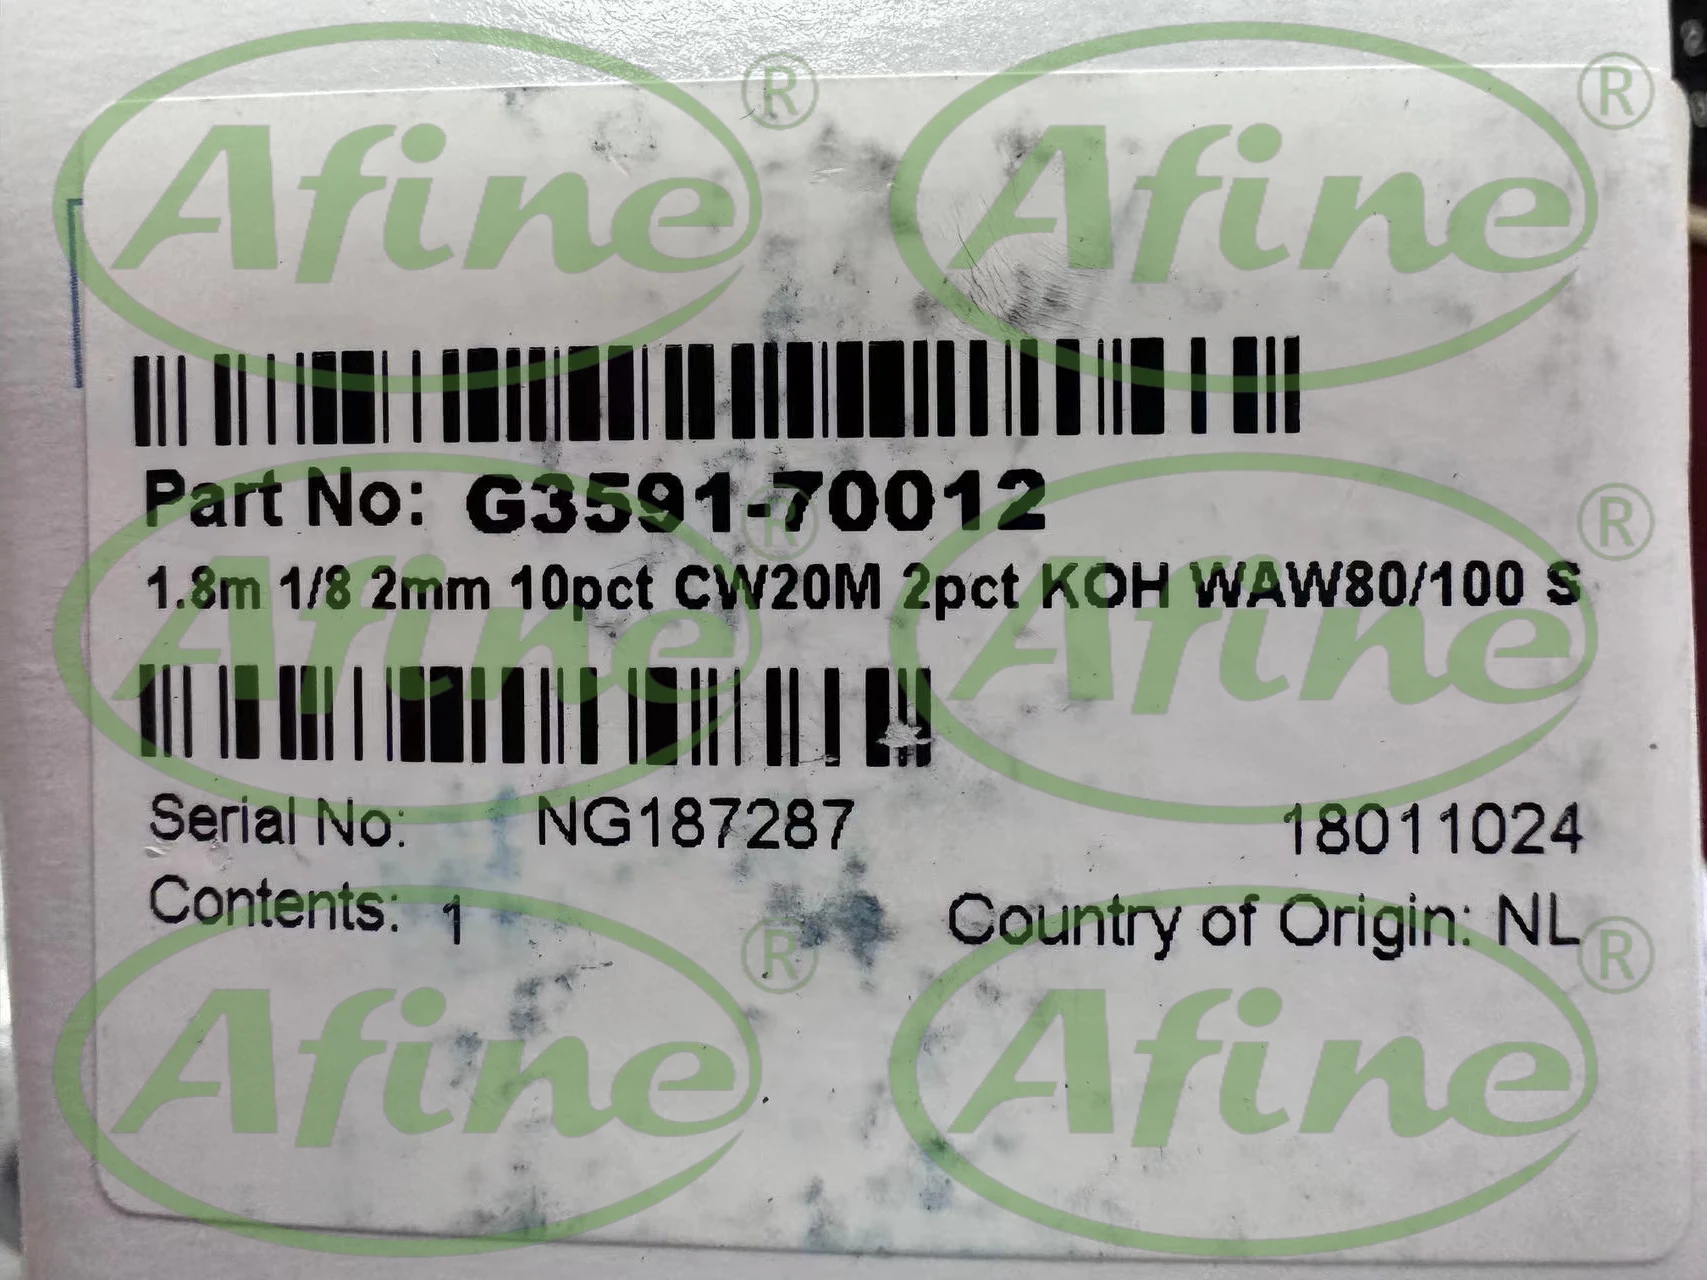 Afine® Afine®
Part No: G3591-70012
1.8m 1/8 2mm 10pct CW20M 2pct KOH WAW80/100 S
Afine® Afine®
Serial No: NG187287 18011024
Contents: 1 Country of Origin: NL
Afine® Afine®